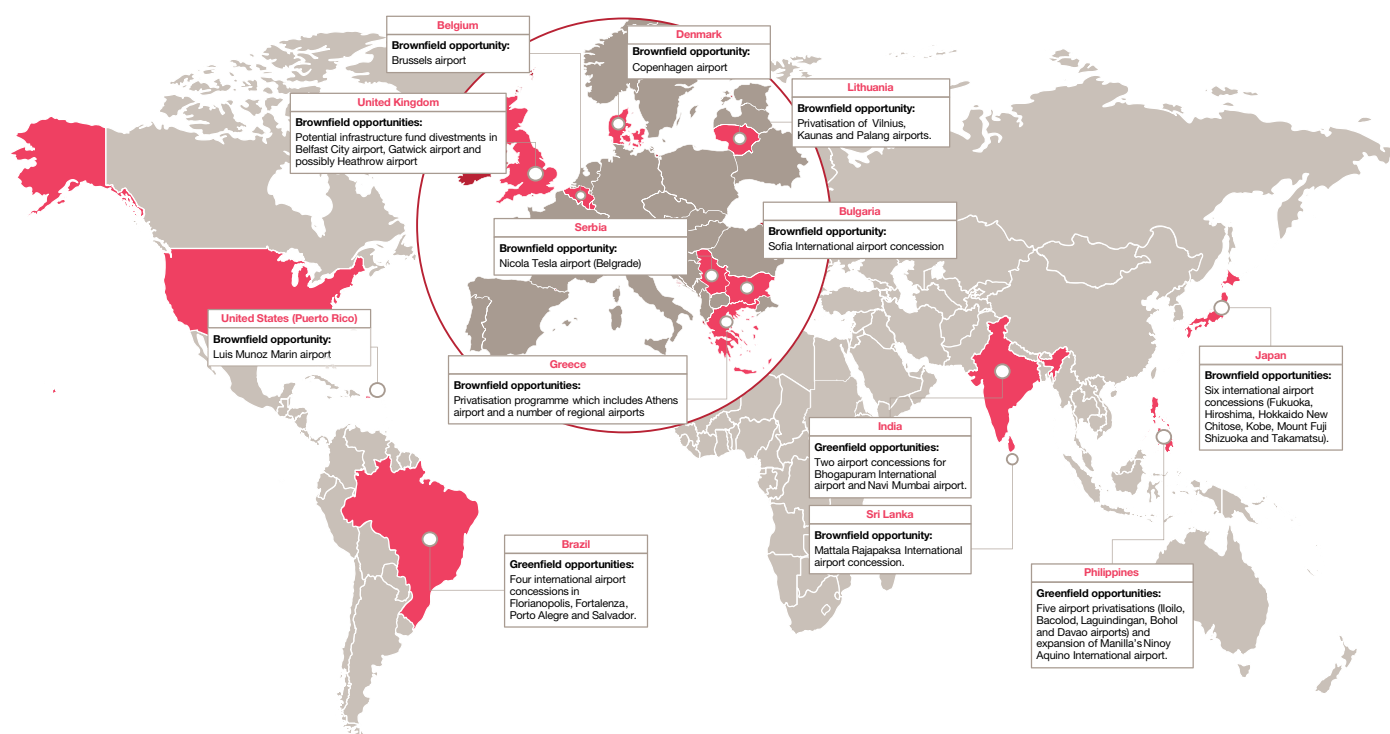 Belgium
Brownfield opportunity:
Brussels airport
Denmark
Brownfield opportunity:
Copenhagen airport
Lithuania
Brownfield opportunity:
Privatisation of Vilnius,
Kaunas and Palang airports.
United Kingdom
Brownfield opportunities:
Potential infrastructure fund divestments in
Belfast City airport, Gatwick airport and
possibly Heathrow airport
Bulgaria
Brownfield opportunity:
Sofia International airport concession
Serbia
Brownfield opportunity:
Nicola Tesla airport (Belgrade)
United States (Puerto Rico)
Brownfield opportunity:
Luis Munoz Marin airport
Greece
Brownfield opportunities:
Privatisation programme which includes Athens
airport and a number of regional airports
Japan
Brownfield opportunities:
Six international airport
concessions (Fukuoka,
Hiroshima, Hokkaido New
Chitose, Kobe, Mount Fuji
Shizuoka and Takamatsu).
India
Greenfield opportunities:
Two airport concessions for
Bhogapuram International
airport and Navi Mumbai airport.
Sri Lanka
Brownfield opportunity:
Mattala Rajapaksa International
airport concession.
Brazil
Greenfield opportunities:
Four international airport
concessions in
Florianopolis, Fortalenza,
Porto Alegre and Salvador.
Philippines
Greenfield opportunities:
Five airport privatisations (Iloilo,
Bacolod, Laguindingan, Bohol
and Davao airports) and
expansion of Manilla's Ninoy
Aquino International airport.